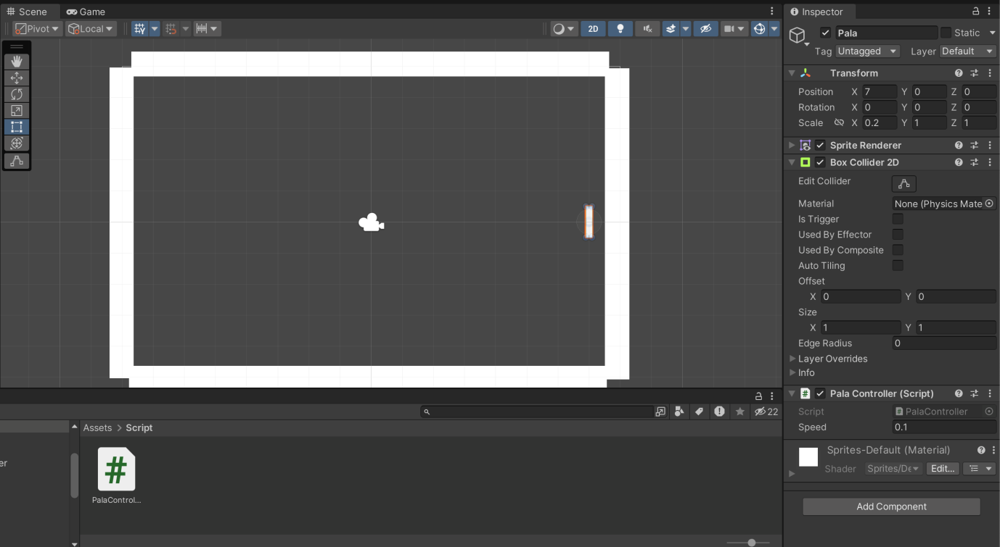 Scene Game
Pivot Local 2D
Inspector
Pala Static
Tag Untagged Layer Default
Transform
Position X 7 Y 0 Z 0
Rotation X 0 Y 0 Z 0
Scale X 0.2 Y 1 Z 1
Sprite Renderer
Box Collider 2D
Edit Collider
Material None (Physics Mate
Is Trigger
Used By Effector
Used By Composite
Auto Tiling
Offset
X 0 Y 0
Size
X 1 Y 1
Edge Radius 0
Layer Overrides
Info
Pala Controller (Script)
Script # PalaController
Speed 0.1
Sprites-Default (Material)
Shader Sprites/De Edit...
Add Component
22
Assets > Script
er
#
PalaControl...